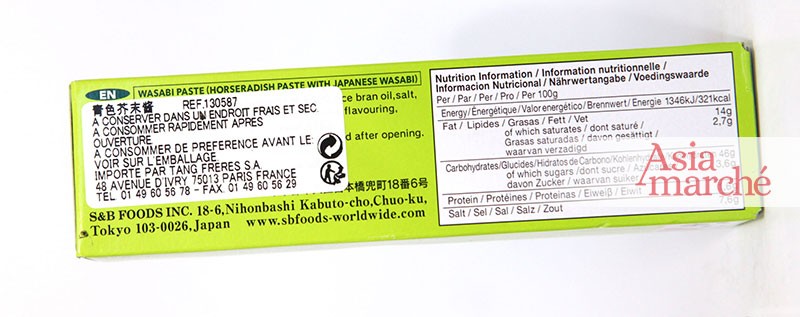 EN
WASABI PASTE (HORSERADISH PASTE WITH JAPANESE WASABI)
ce bran oil,salt,
flavouring,
d after opening.
青色芥末醬 REF.130587
A CONSERVER DANS UN ENDROIT FRAIS ET SEC
A CONSOMMER RAPIDEMENT APRES
OUVERTURE
A CONSOMMER DE PREFERENCE AVANT LE:
VOIR SUR L'EMBALLAGE
IMPORTE PAR TANG FRERES S.A
48 AVENUE D'IVRY 75013 PARIS FRANCE
TEL 01 49 60 56 78 - FAX. 01 49 60 56 29
本橋兜町18番6号
S&B FOODS INC. 18-6,Nihonbashi Kabuto-cho,Chuo-ku,
Tokyo 103-0026,Japan www.sbfoods-worldwide.com
Nutrition Information / Information nutritionnelle /
Informacion Nutricional / Nährwertangabe / Voedingswaarde
Per / Par / Per / Pro / Per 100g
Energy / Energétique / Valor energético / Brennwert / Energie 1346kJ/321kcal
Fat / Lipides / Grasas / Fett / Vet 14g
of which saturates / dont saturé / 2,7g
Grasas saturadas / davon gesättigt /
waarvan verzadigd
Carbohydrates/Glucides/Hidratos de Carbono/Kohlenhy 46g
of which sugars / dont sucre / 3,6g
davon Zucker / waarvan suiker
Protein / Protéines / Proteinas / Eiweiß / Eiwit
Salt / Sel / Sal / Salz / Zout 7,6g
Asia
marché